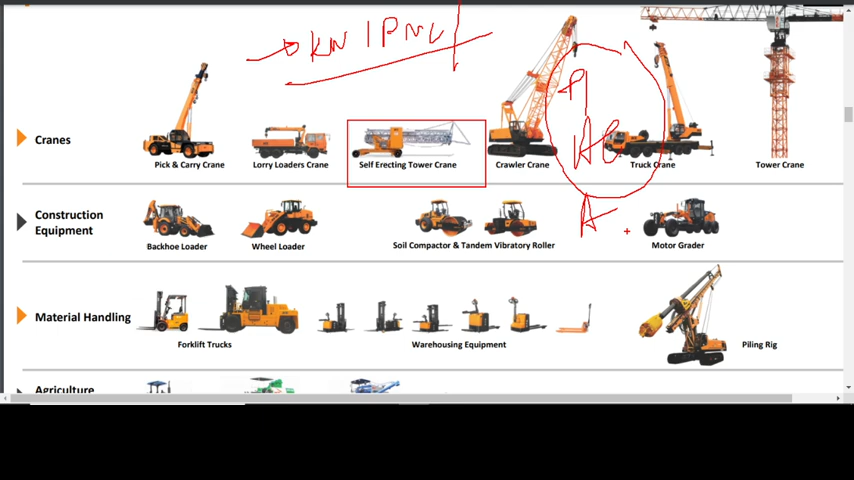 KN / PNC
Cranes
Pick & Carry Crane
Lorry Loaders Crane
Self Erecting Tower Crane
Crawler Crane
Truck Crane
Tower Crane
Construction
Equipment
Backhoe Loader
Wheel Loader
Soil Compactor & Tandem Vibratory Roller
Motor Grader
Material Handling
Forklift Trucks
Warehousing Equipment
Piling Rig
Agriculture